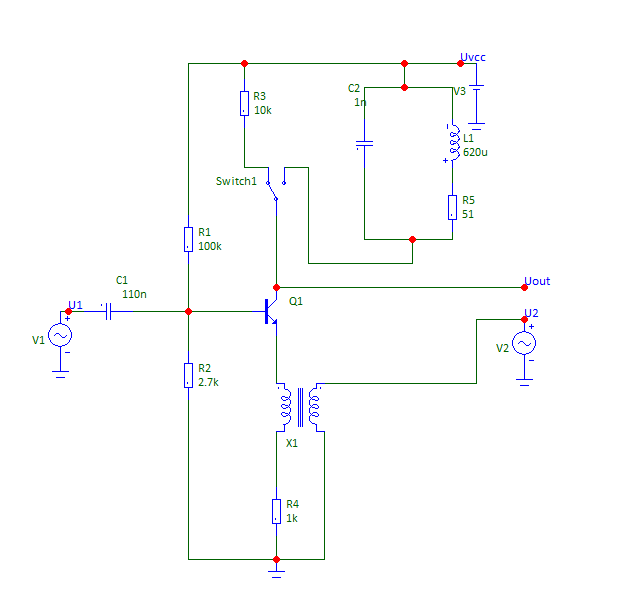 Uvcc
C2
1n
V3
R3
10k
L1
620u
Switch1
R5
51
R1
100k
C1
110n
Uout
U1
Q1
U2
V1
V2
R2
2.7k
X1
R4
1k